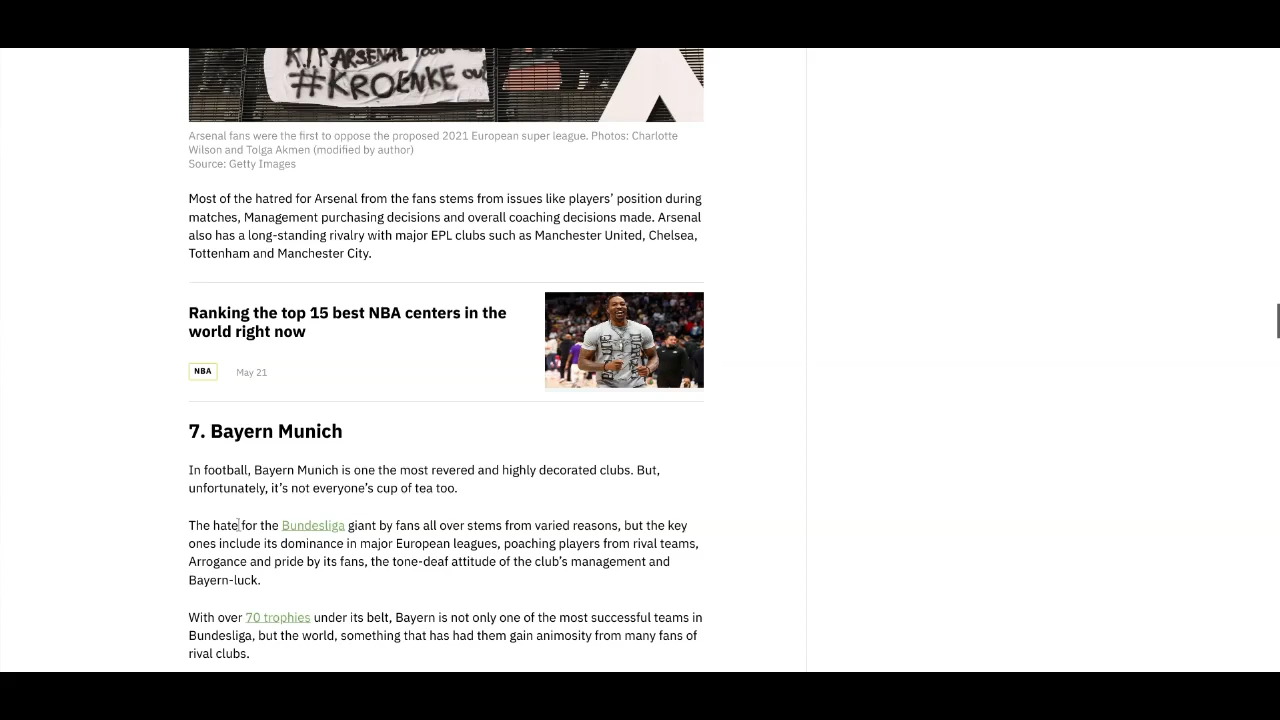 R.I.P ARSENAL
#KROENKE out
Arsenal fans were the first to oppose the proposed 2021 European super league. Photos: Charlotte
Wilson and Tolga Akmen (modified by author)
Source: Getty Images
Most of the hatred for Arsenal from the fans stems from issues like players’ position during
matches, Management purchasing decisions and overall coaching decisions made. Arsenal
also has a long-standing rivalry with major EPL clubs such as Manchester United, Chelsea,
Tottenham and Manchester City.
Ranking the top 15 best NBA centers in the
world right now
NBA May 21
7. Bayern Munich
In football, Bayern Munich is one the most revered and highly decorated clubs. But,
unfortunately, it’s not everyone’s cup of tea too.
The hate for the Bundesliga giant by fans all over stems from varied reasons, but the key
ones include its dominance in major European leagues, poaching players from rival teams,
Arrogance and pride by its fans, the tone-deaf attitude of the club’s management and
Bayern-luck.
With over 70 trophies under its belt, Bayern is not only one of the most successful teams in
Bundesliga, but the world, something that has had them gain animosity from many fans of
rival clubs.